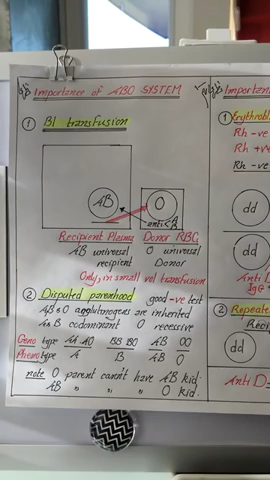 Importance of ABO SYSTEM
① Bl transfusion
AB
O
anti
A
B
Recipient Plasma
Donor RBC
AB universal recipient
O universal Donor
Only in small vol transfusion
② Disputed parenthood
good -ve test
A,B & O agglutinogens are inherited
A & B codominant O recessive
Geno type AA AO BB BO AB OO
Pheno type A B AB O
note O parent can't have AB kid.
AB " " " O kid.
Importan
① Erythrobl
Rh -ve
Rh +ve
Rh -ve
dd
dd
Anti D
IgG
② Repeate
Reci
dd
Anti D=